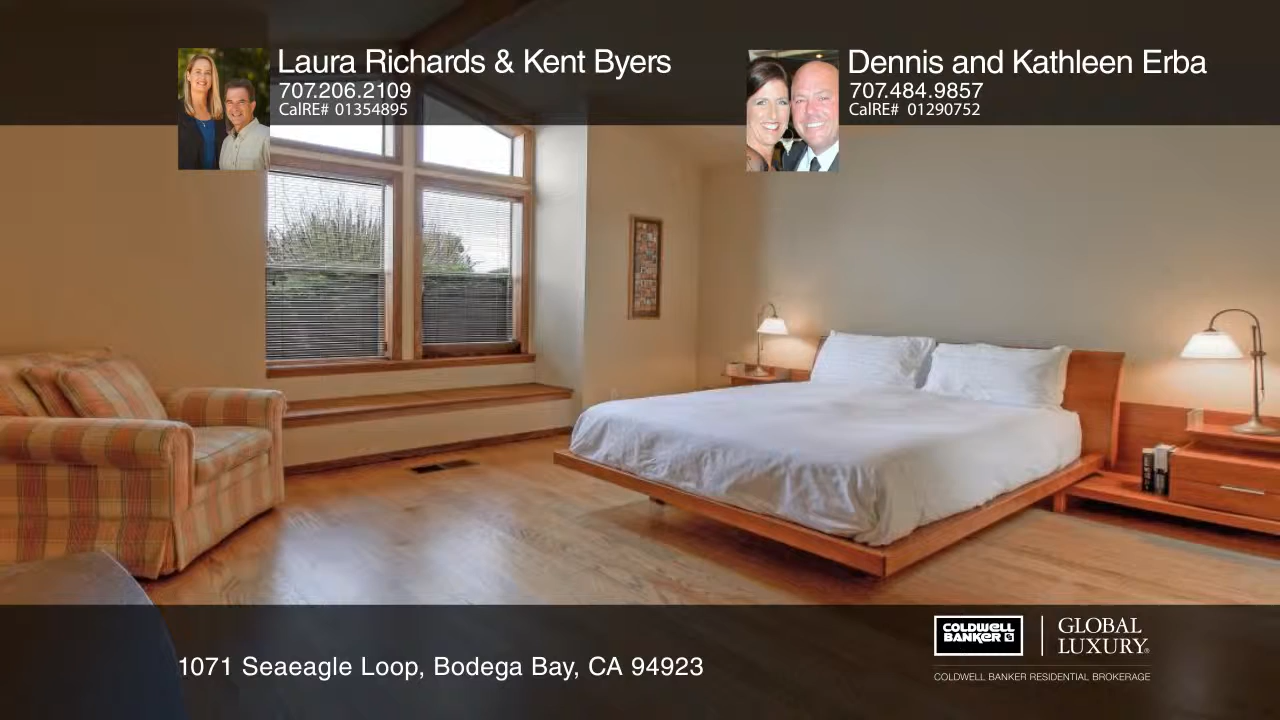 Laura Richards & Kent Byers
707.206.2109
CalRE# 01354895
Dennis and Kathleen Erba
707.484.9857
CalRE# 01290752
1071 Seaeagle Loop, Bodega Bay, CA 94923
COLDWELL
BANKER
GLOBAL
LUXURY®
COLDWELL BANKER RESIDENTIAL BROKERAGE